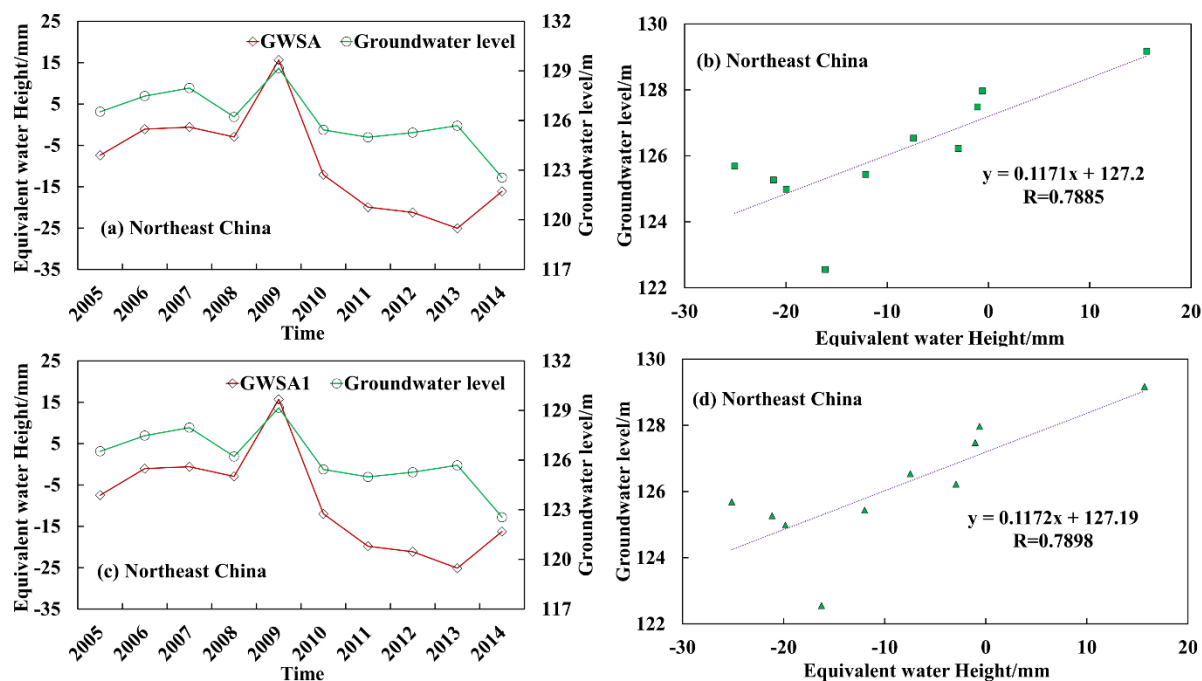 25
15
5
-5
-15
-25
-35
Equivalent water Height/mm
GWSA Groundwater level
132
129
126
123
120
117
Groundwater level/m
(a) Northeast China
2005 2006 2007 2008 2009 2010 2011 2012 2013 2014
Time
130
128
126
124
122
Groundwater level/m
(b) Northeast China
y = 0.1171x + 127.2
R=0.7885
-30 -20 -10 0 10 20
Equivalent water Height/mm
25
15
5
-5
-15
-25
-35
Equivalent water Height/mm
GWSA1 Groundwater level
132
129
126
123
120
117
Groundwater level/m
(c) Northeast China
2005 2006 2007 2008 2009 2010 2011 2012 2013 2014
Time
130
128
126
124
122
Groundwater level/m
(d) Northeast China
y = 0.1172x + 127.19
R=0.7898
-30 -20 -10 0 10 20
Equivalent water Height/mm